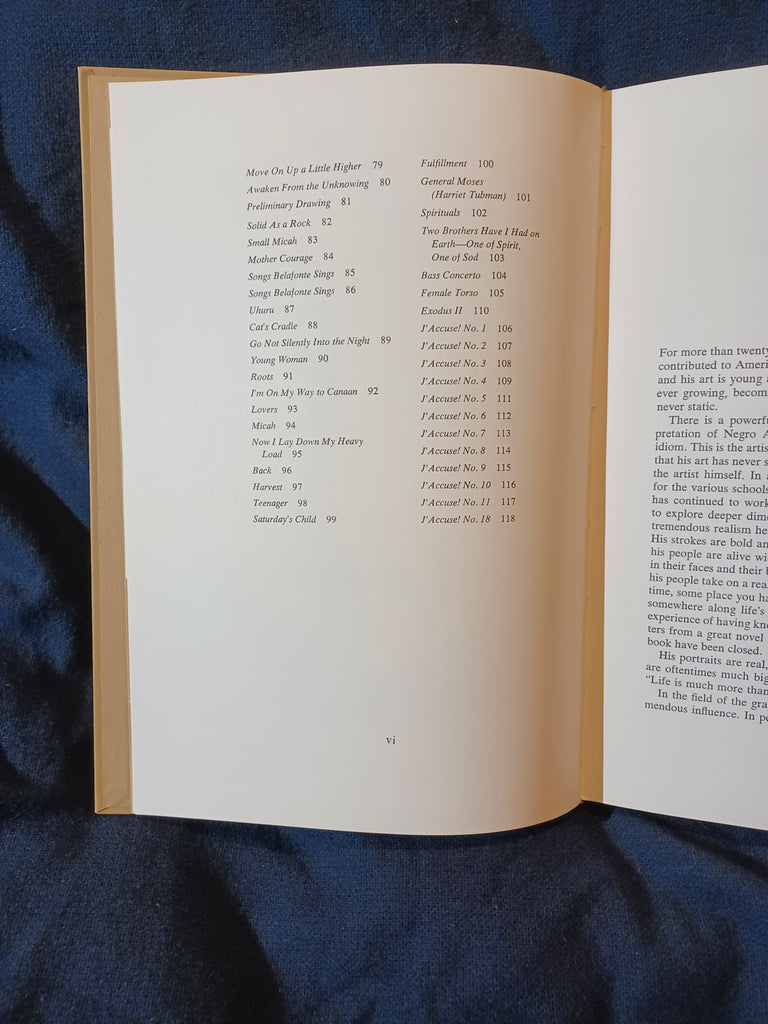 Move On Up a Little Higher 79
Awaken From the Unknowing 80
Preliminary Drawing 81
Solid As a Rock 82
Small Micah 83
Mother Courage 84
Songs Belafonte Sings 85
Songs Belafonte Sings 86
Uhuru 87
Cat's Cradle 88
Go Not Silently Into the Night 89
Young Woman 90
Roots 91
I'm On My Way to Canaan 92
Lovers 93
Micah 94
Now I Lay Down My Heavy
Load 95
Back 96
Harvest 97
Teenager 98
Saturday's Child 99
Fulfillment 100
General Moses
(Harriet Tubman) 101
Spirituals 102
Two Brothers Have I Had on
Earth—One of Spirit,
One of Sod 103
Bass Concerto 104
Female Torso 105
Exodus II 110
J'Accuse! No. 1 106
J'Accuse! No. 2 107
J'Accuse! No. 3 108
J'Accuse! No. 4 109
J'Accuse! No. 5 111
J'Accuse! No. 6 112
J'Accuse! No. 7 113
J'Accuse! No. 8 114
J'Accuse! No. 9 115
J'Accuse! No. 10 116
J'Accuse! No. 11 117
J'Accuse! No. 18 118
vi
For more than twenty
contributed to Ameri
and his art is young a
ever growing, becom
never static.
There is a powerfu
pretation of Negro A
idiom. This is the artis
that his art has never s
the artist himself. In a
for the various schools
has continued to work
to explore deeper dime
tremendous realism he
His strokes are bold an
his people are alive wi
in their faces and their b
his people take on a rea
time, some place you ha
somewhere along life's
experience of having kno
ters from a great novel
book have been closed.
His portraits are real,
are oftentimes much big
"Life is much more than
In the field of the gra
mendous influence. In pe